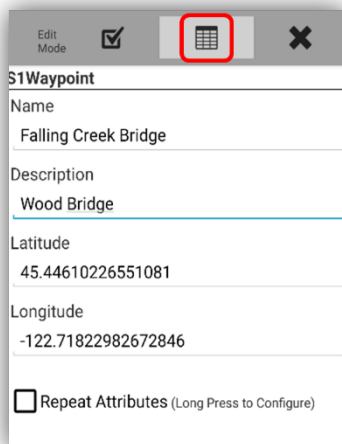 Edit
Mode
S1Waypoint
Name
Falling Creek Bridge
Description
Wood Bridge
Latitude
45.44610226551081
Longitude
-122.71822982672846
Repeat Attributes (Long Press to Configure)